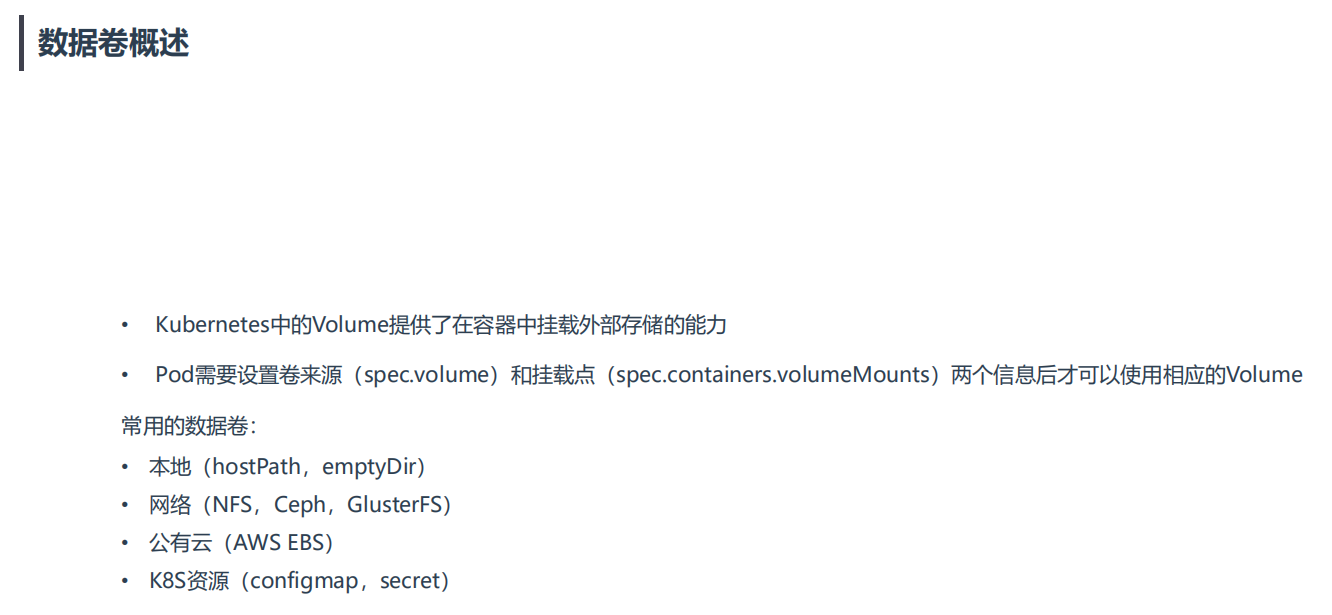 数据卷概述
• Kubernetes中的Volume提供了在容器中挂载外部存储的能力
• Pod需要设置卷来源（spec.volume）和挂载点（spec.containers.volumeMounts）两个信息后才可以使用相应的Volume
常用的数据卷：
• 本地（hostPath，emptyDir）
• 网络（NFS，Ceph，GlusterFS）
• 公有云（AWS EBS）
• K8S资源（configmap，secret）